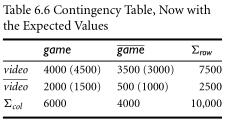 Table 6.6 Contingency Table, Now with
the Expected Values
game game Σrow
video 4000 (4500) 3500 (3000) 7500
video 2000 (1500) 500 (1000) 2500
Σcol 6000 4000 10,000